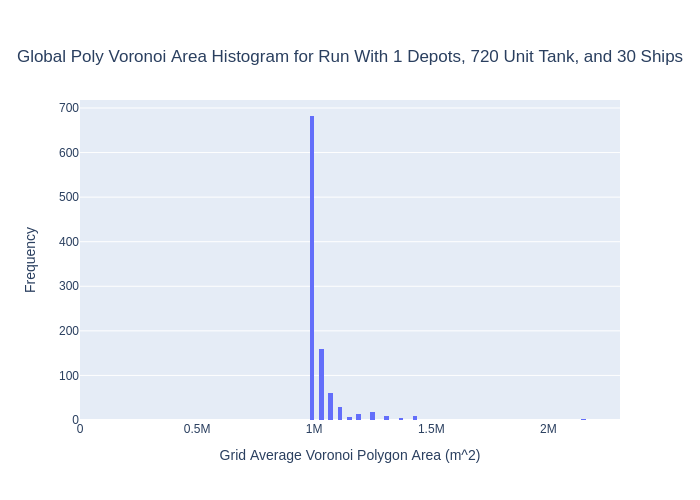 Global Poly Voronoi Area Histogram for Run With 1 Depots, 720 Unit Tank, and 30 Ships
700
600
500
400
300
200
100
0
Frequency
0 0.5M 1M 1.5M 2M
Grid Average Voronoi Polygon Area (m^2)